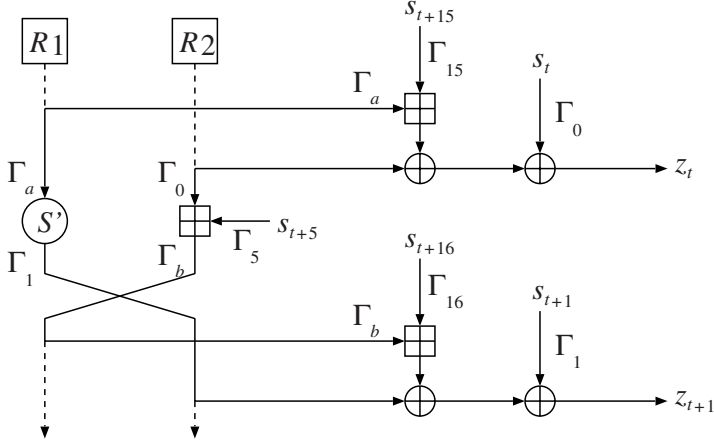 R1 R2 s_{t+15}
Γ_a Γ_{15} s_t
Γ_0
Γ_a Γ_0 z_t
S'
Γ_5 s_{t+5}
Γ_1 Γ_b s_{t+16}
Γ_b Γ_{16} s_{t+1}
Γ_1
z_{t+1}